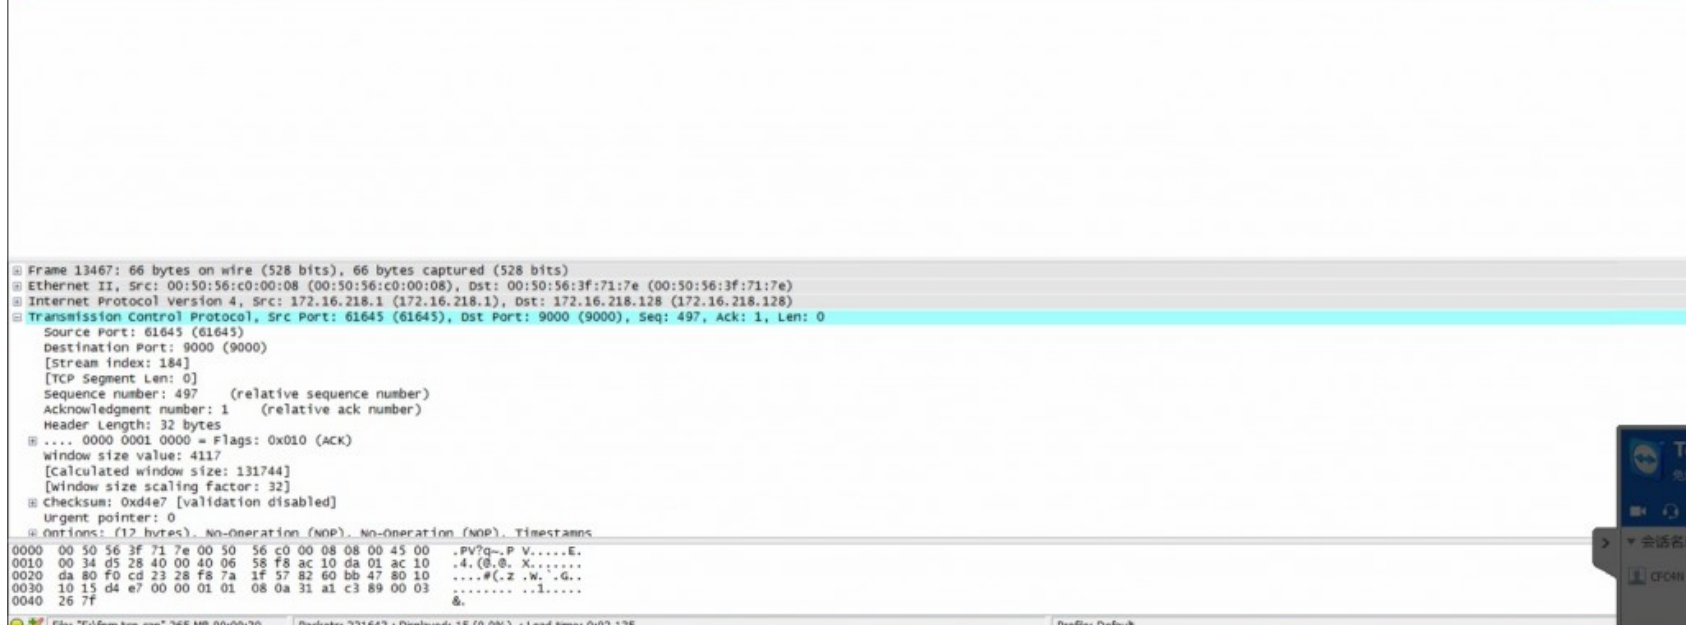 Frame 13467: 66 bytes on wire (528 bits), 66 bytes captured (528 bits)
Ethernet II, Src: 00:50:56:c0:00:08 (00:50:56:c0:00:08), Dst: 00:50:56:3f:71:7e (00:50:56:3f:71:7e)
Internet Protocol Version 4, Src: 172.16.218.1 (172.16.218.1), Dst: 172.16.218.128 (172.16.218.128)
Transmission Control Protocol, Src Port: 61645 (61645), Dst Port: 9000 (9000), Seq: 497, Ack: 1, Len: 0
Source Port: 61645 (61645)
Destination Port: 9000 (9000)
[Stream index: 184]
[TCP Segment Len: 0]
Sequence number: 497 (relative sequence number)
Acknowledgment number: 1 (relative ack number)
Header Length: 32 bytes
.... 0000 0001 0000 = Flags: 0x010 (ACK)
Window size value: 4117
[Calculated window size: 131744]
[Window size scaling factor: 32]
Checksum: 0xd4e7 [validation disabled]
Urgent pointer: 0
Options: (12 bytes), No-Operation (NOP), No-Operation (NOP), Timestamps
0000 00 50 56 3f 71 7e 00 50 56 c0 00 08 08 00 45 00 .PV?q~.P V.....E.
0010 00 34 d5 28 40 00 40 06 58 f8 ac 10 da 01 ac 10 .4.(@.@. X.......
0020 da 80 f0 cd 23 28 f8 7a 1f 57 82 60 bb 47 80 10 ....#(.z .W.`.G..
0030 10 15 d4 e7 00 00 01 01 08 0a 31 a1 c3 89 00 03 ........ ..1.....
0040 26 7f &.
会话名